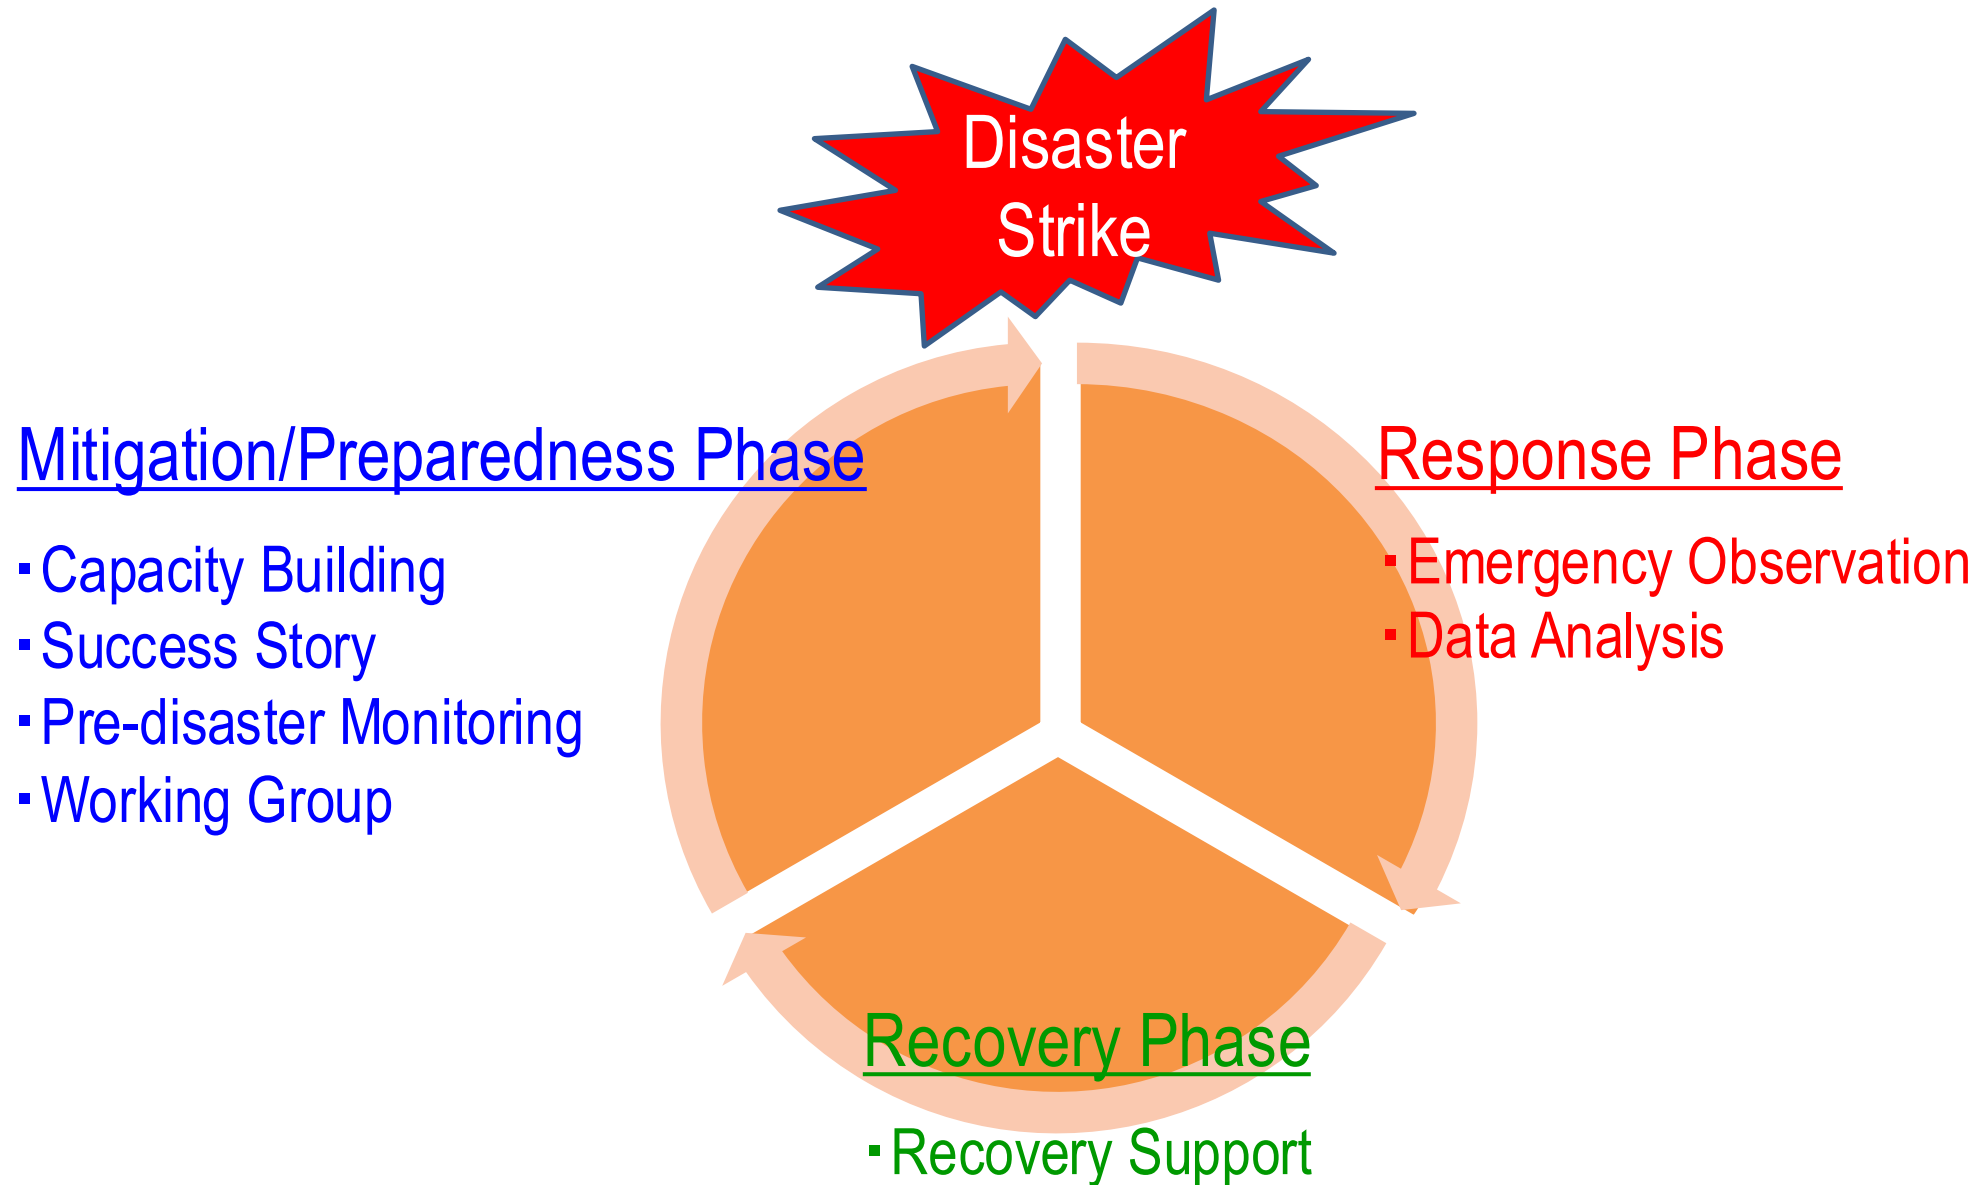 Disaster
Strike
Mitigation/Preparedness Phase
▪Capacity Building
▪Success Story
▪Pre-disaster Monitoring
▪Working Group
Response Phase
▪Emergency Observation
▪Data Analysis
Recovery Phase
▪Recovery Support